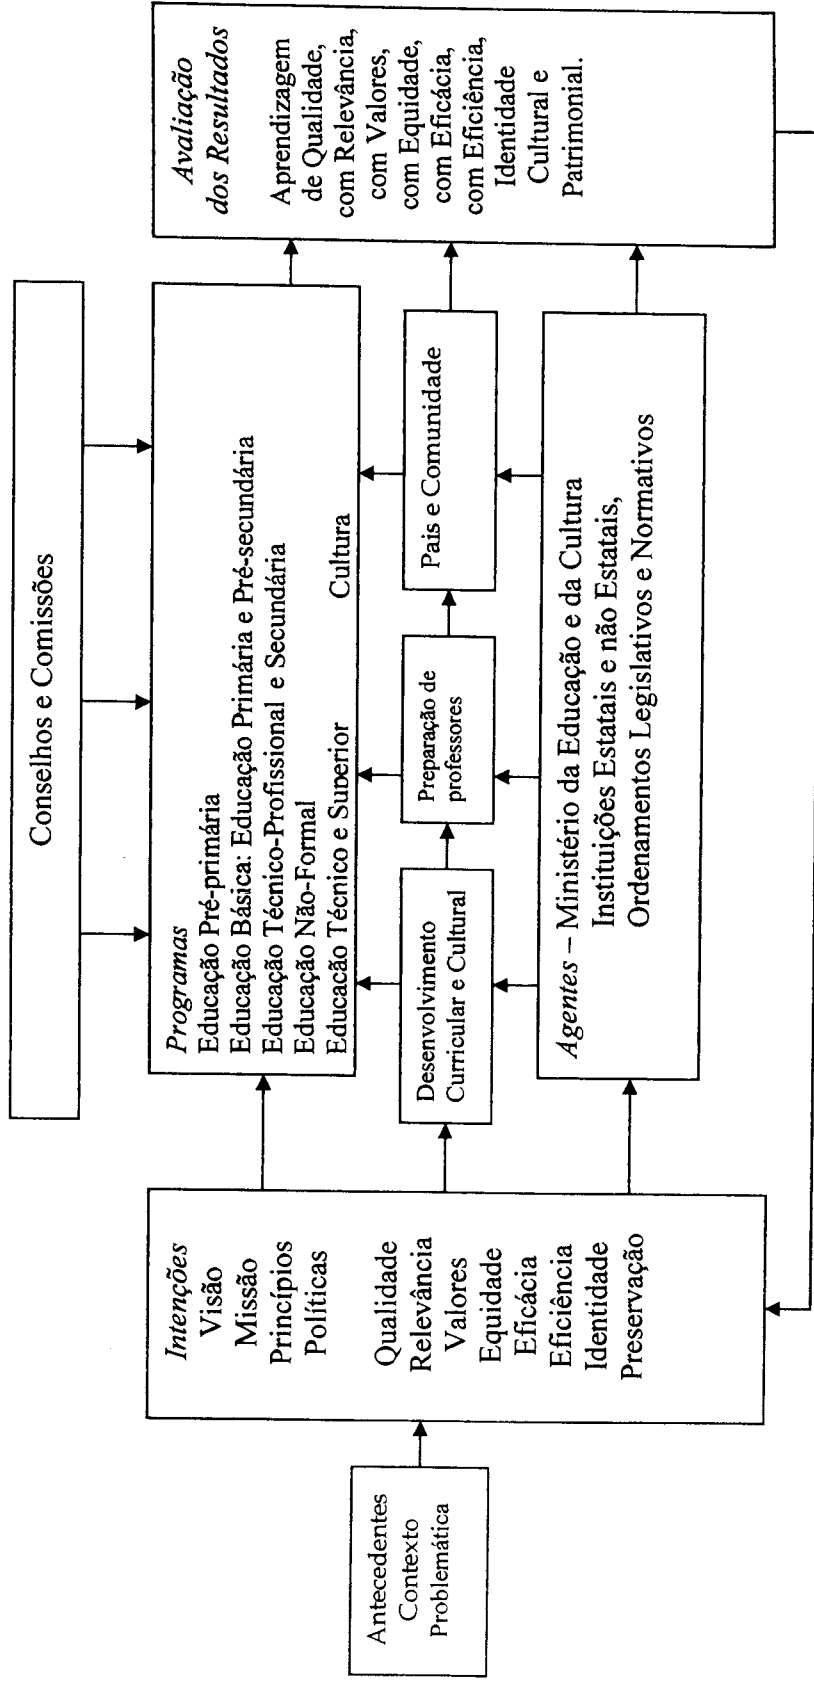 Conselhos e Comissões
Antecedentes
Contexto
Problemática
Intenções
Visão
Missão
Princípios
Políticas
Qualidade
Relevância
Valores
Equidade
Eficácia
Eficiência
Identidade
Preservação
Programas
Educação Pré-primária
Educação Básica: Educação Primária e Pré-secundária
Educação Técnico-Profissional e Secundária
Educação Não-Formal
Educacão Técnico e Superior Cultura
Desenvolvimento
Curricular e Cultural
Preparação de
professores
Pais e Comunidade
Agentes – Ministério da Educação e da Cultura
Instituições Estatais e não Estatais,
Ordenamentos Legislativos e Normativos
Avaliação
dos Resultados
Aprendizagem
de Qualidade,
com Relevância,
com Valores,
com Equidade,
com Eficácia,
com Eficiência,
Identidade
Cultural e
Patrimonial.